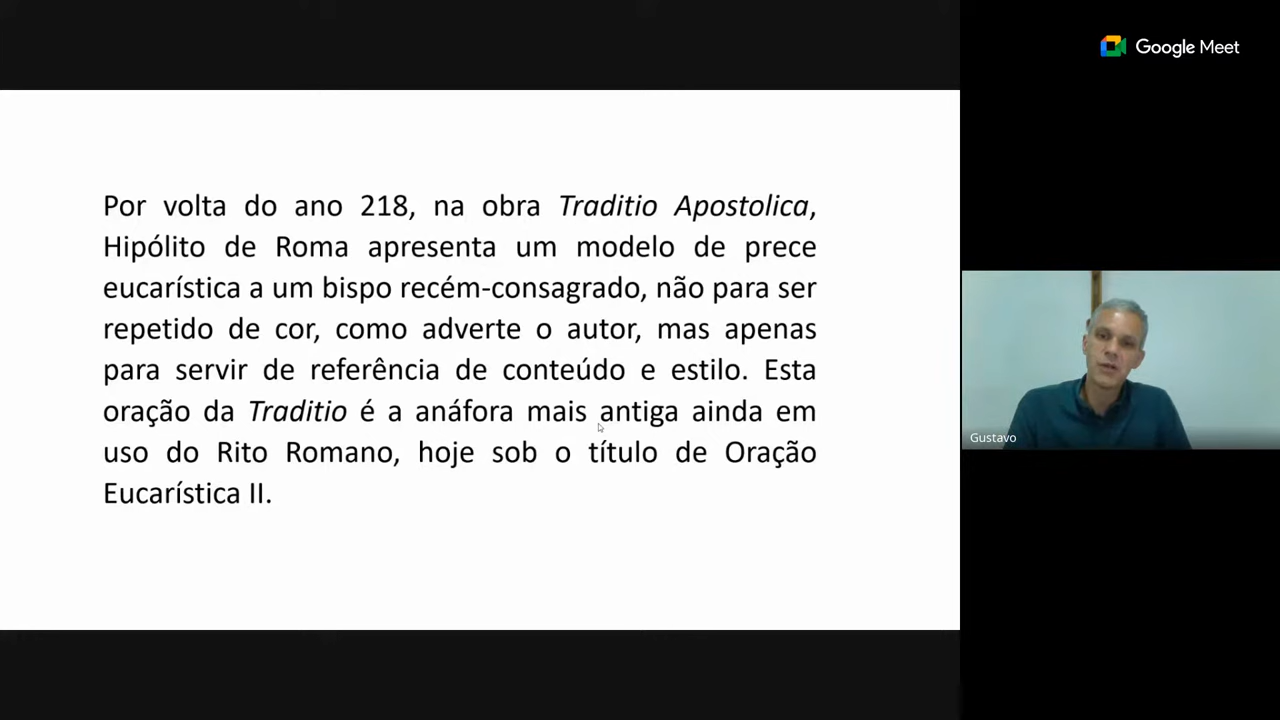 Google Meet
Por volta do ano 218, na obra Traditio Apostolica,
Hipólito de Roma apresenta um modelo de prece
eucarística a um bispo recém-consagrado, não para ser
repetido de cor, como adverte o autor, mas apenas
para servir de referência de conteúdo e estilo. Esta
oração da Traditio é a anáfora mais antiga ainda em
uso do Rito Romano, hoje sob o título de Oração
Eucarística II.
Gustavo